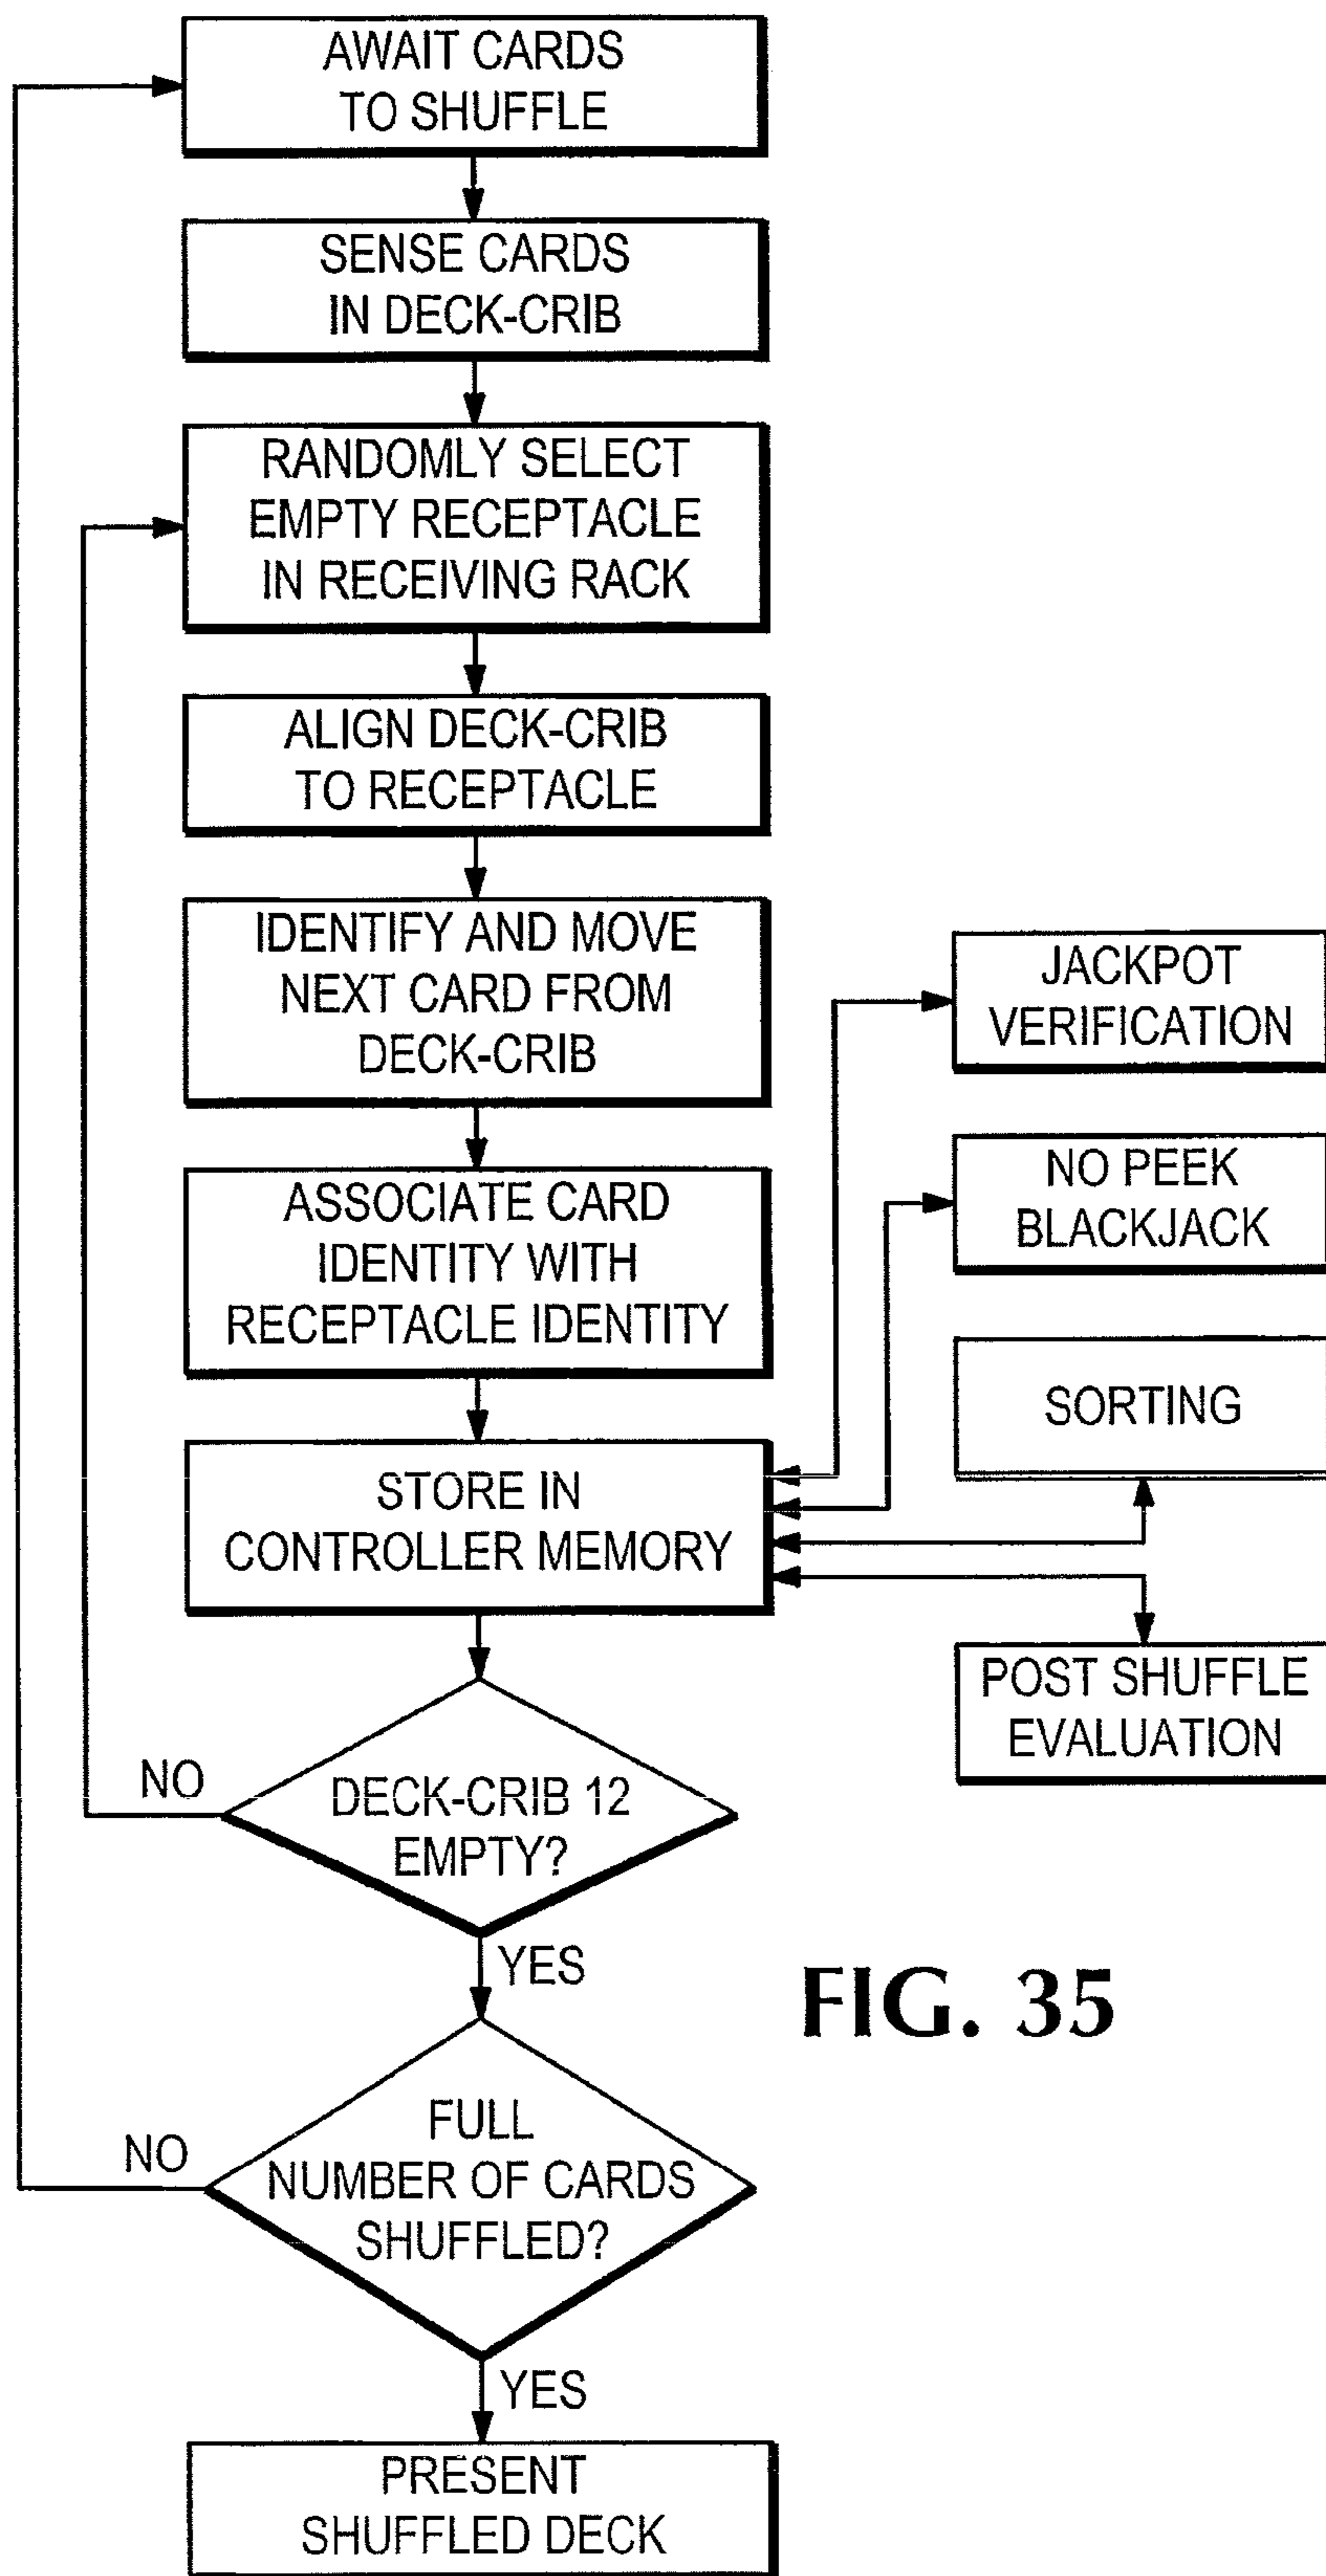 AWAIT CARDS
TO SHUFFLE
SENSE CARDS
IN DECK-CRIB
RANDOMLY SELECT
EMPTY RECEPTACLE
IN RECEIVING RACK
ALIGN DECK-CRIB
TO RECEPTACLE
IDENTIFY AND MOVE
NEXT CARD FROM
DECK-CRIB
JACKPOT
VERIFICATION
NO PEEK
BLACKJACK
ASSOCIATE CARD
IDENTITY WITH
RECEPTACLE IDENTITY
SORTING
STORE IN
CONTROLLER MEMORY
POST SHUFFLE
EVALUATION
NO
DECK-CRIB 12
EMPTY?
YES
FIG. 35
NO
FULL
NUMBER OF CARDS
SHUFFLED?
YES
PRESENT
SHUFFLED DECK